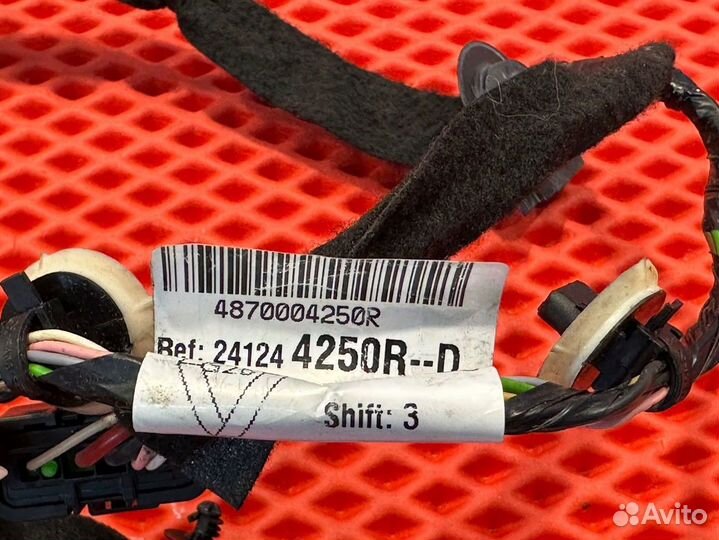 4870004250R
Ref: 24124 4250R--D
Shift: 3
Avito